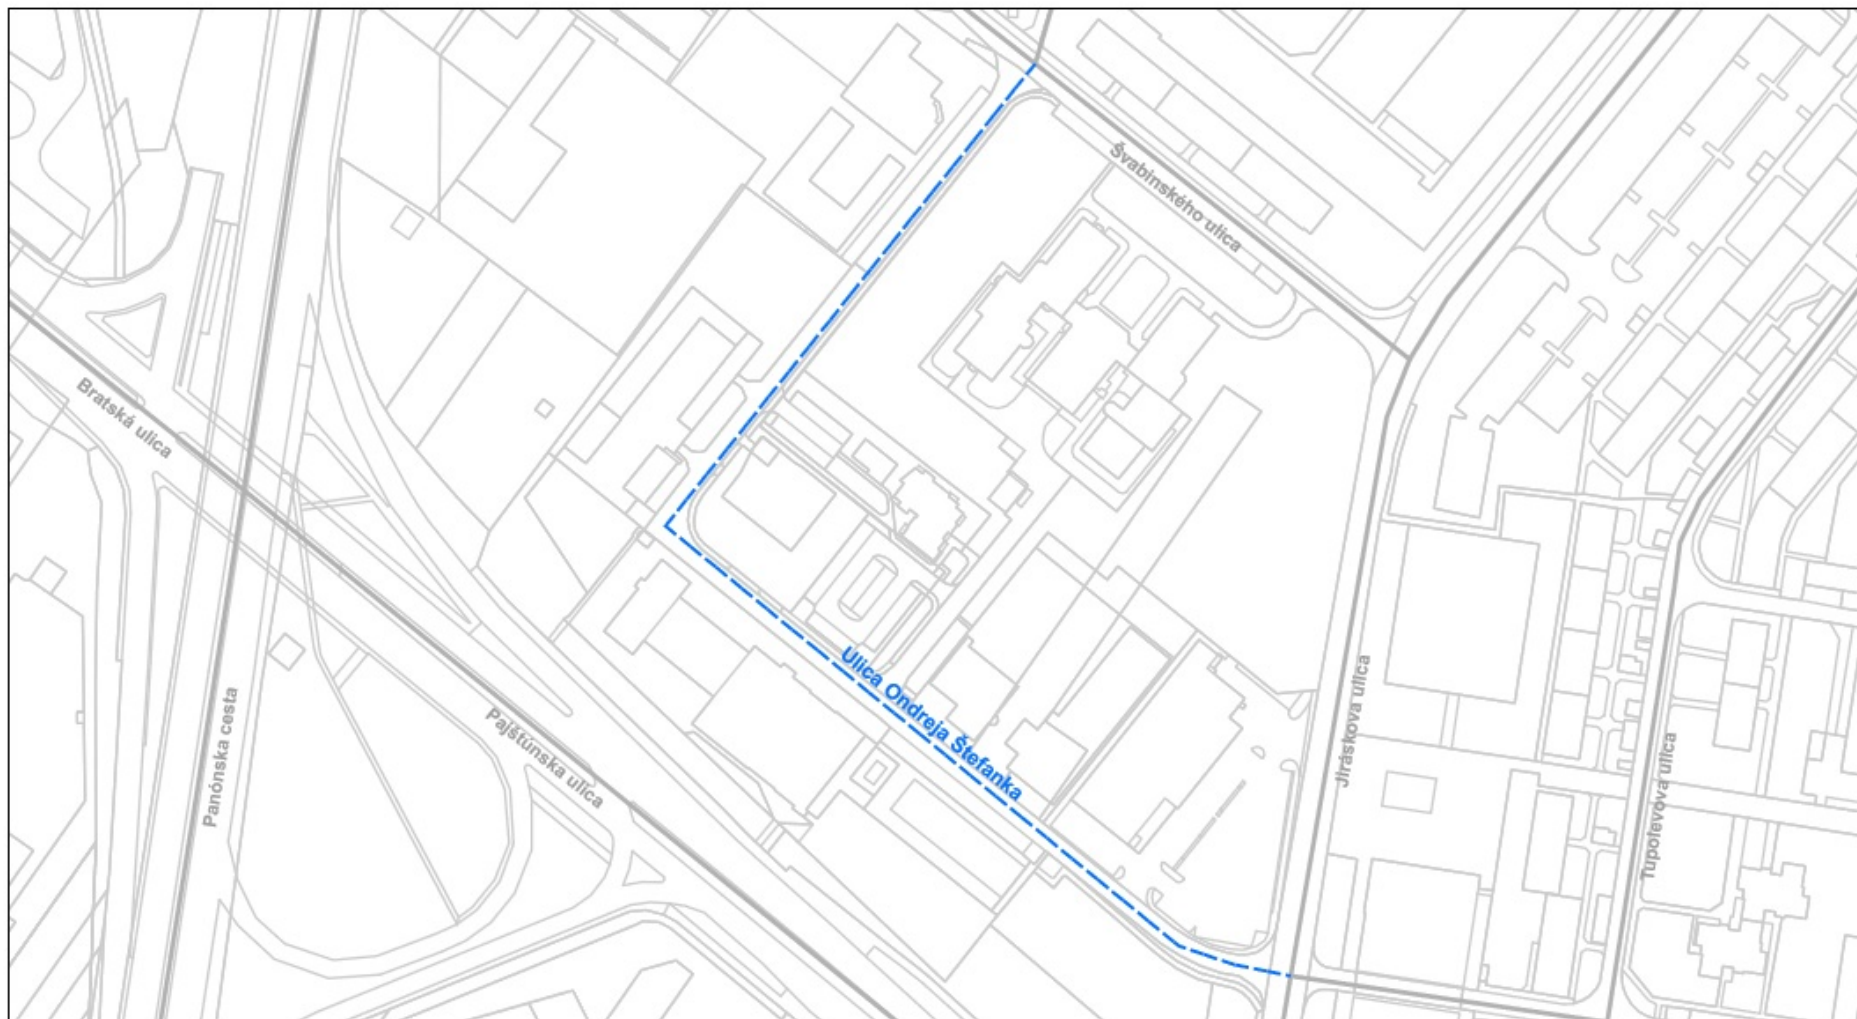 Švabinského ulica
Bratská ulica
Ulica Ondreja Štefanka
Panónska cesta
Pajštúnska ulica
Jiráskova ulica
Tupolevova ulica